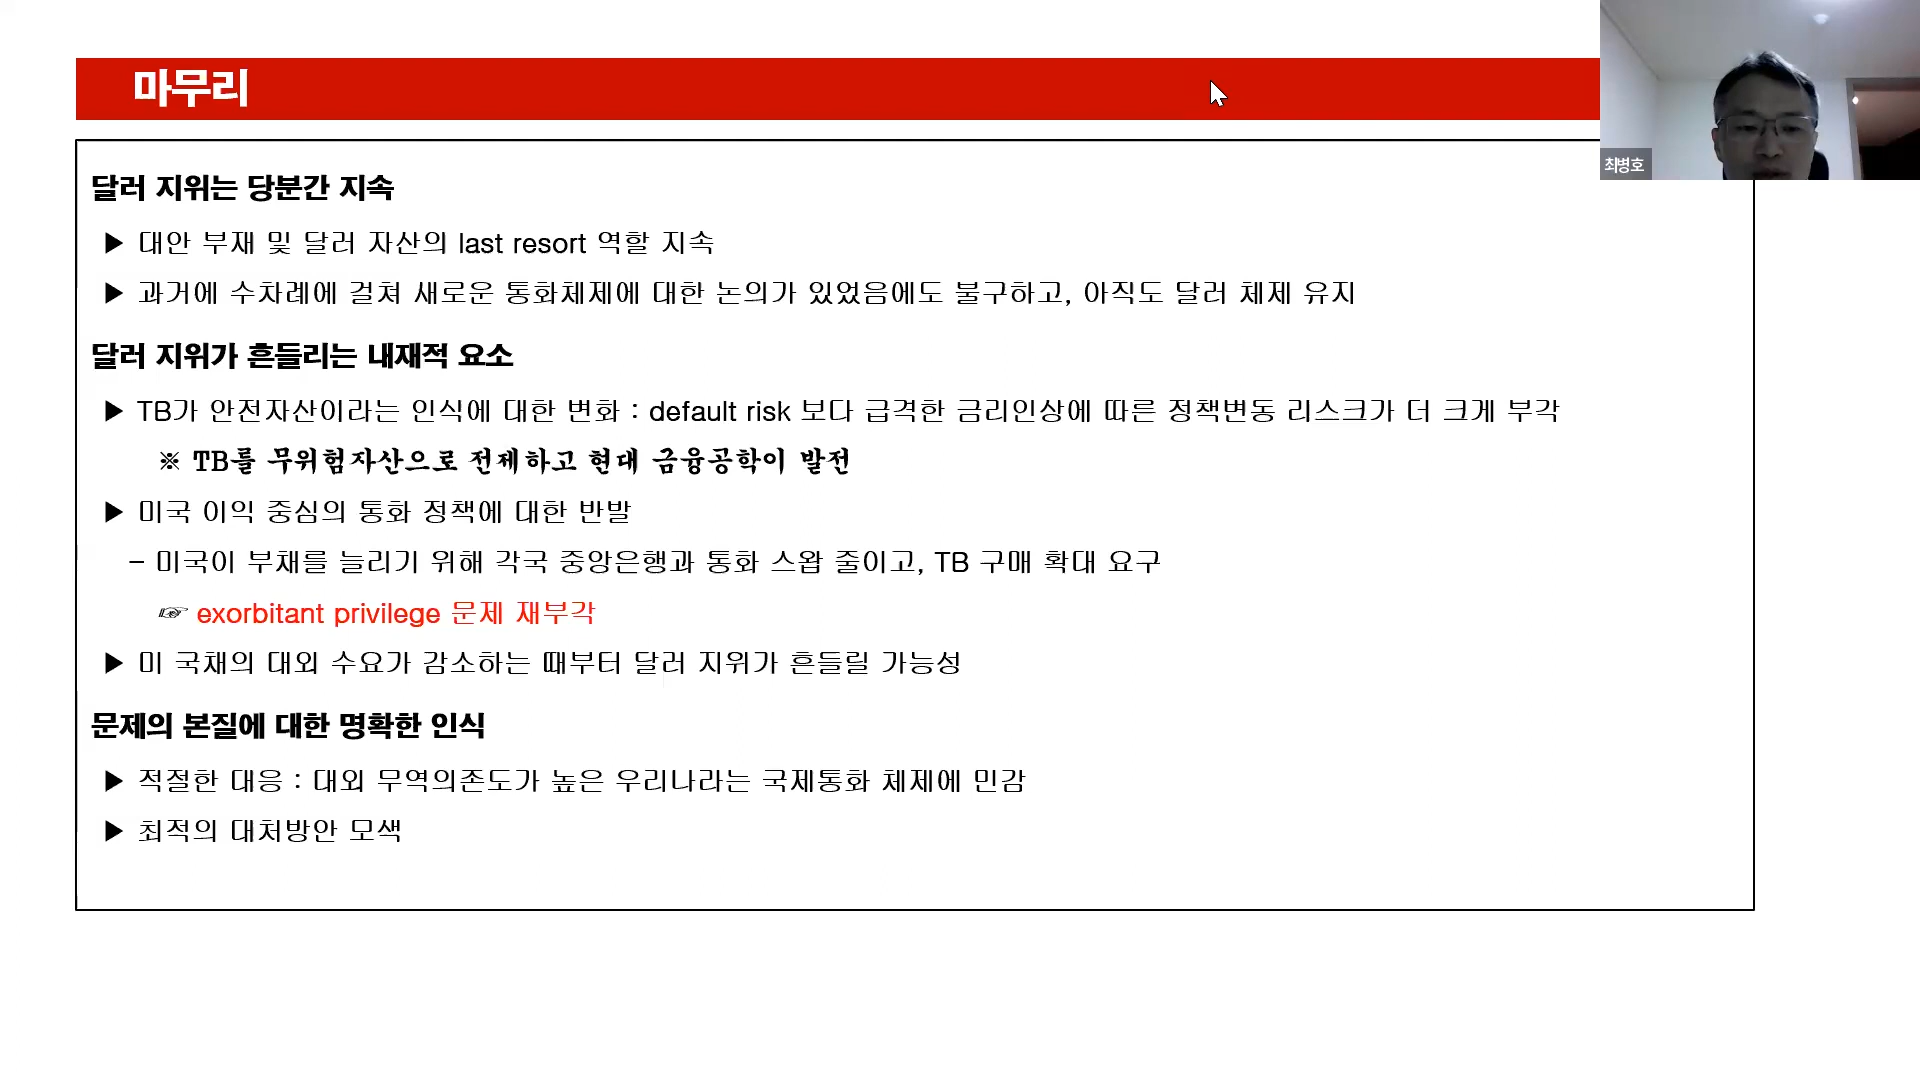 마무리
최병호
달러 지위는 당분간 지속
▶ 대안 부재 및 달러 자산의 last resort 역할 지속
▶ 과거에 수차례에 걸쳐 새로운 통화체제에 대한 논의가 있었음에도 불구하고, 아직도 달러 체제 유지
달러 지위가 흔들리는 내재적 요소
▶ TB가 안전자산이라는 인식에 대한 변화 : default risk 보다 급격한 금리인상에 따른 정책변동 리스크가 더 크게 부각
※ TB를 무위험자산으로 전제하고 현대 금융공학이 발전
▶ 미국 이익 중심의 통화 정책에 대한 반발
- 미국이 부채를 늘리기 위해 각국 중앙은행과 통화 스왑 줄이고, TB 구매 확대 요구
☞ exorbitant privilege 문제 재부각
▶ 미 국채의 대외 수요가 감소하는 때부터 달러 지위가 흔들릴 가능성
문제의 본질에 대한 명확한 인식
▶ 적절한 대응 : 대외 무역의존도가 높은 우리나라는 국제통화 체제에 민감
▶ 최적의 대처방안 모색